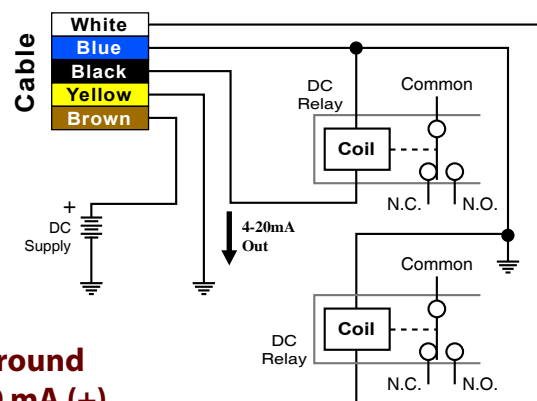 Cable
White
Blue
Black
Yellow
Brown
+
DC
Supply
4-20mA
Out
DC
Relay
Common
Coil
N.C.
N.O.
Common
DC
Relay
Coil
N.C.
N.O.
round
mA (+)